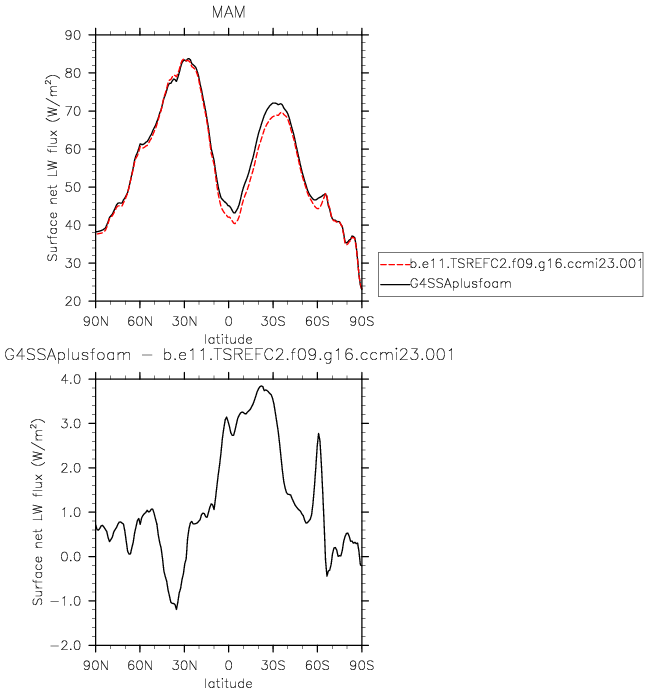 MAM
90
80
70
60
50
40
30
20
Surface net LW flux (W/m²)
90N 60N 30N 0 30S 60S 90S
latitude
b.e11.TSREFC2.f09.g16.ccmi23.001
G4SSAplusfoam
G4SSAplusfoam − b.e11.TSREFC2.f09.g16.ccmi23.001
4.0
3.0
2.0
1.0
0.0
−1.0
−2.0
Surface net LW flux (W/m²)
90N 60N 30N 0 30S 60S 90S
latitude